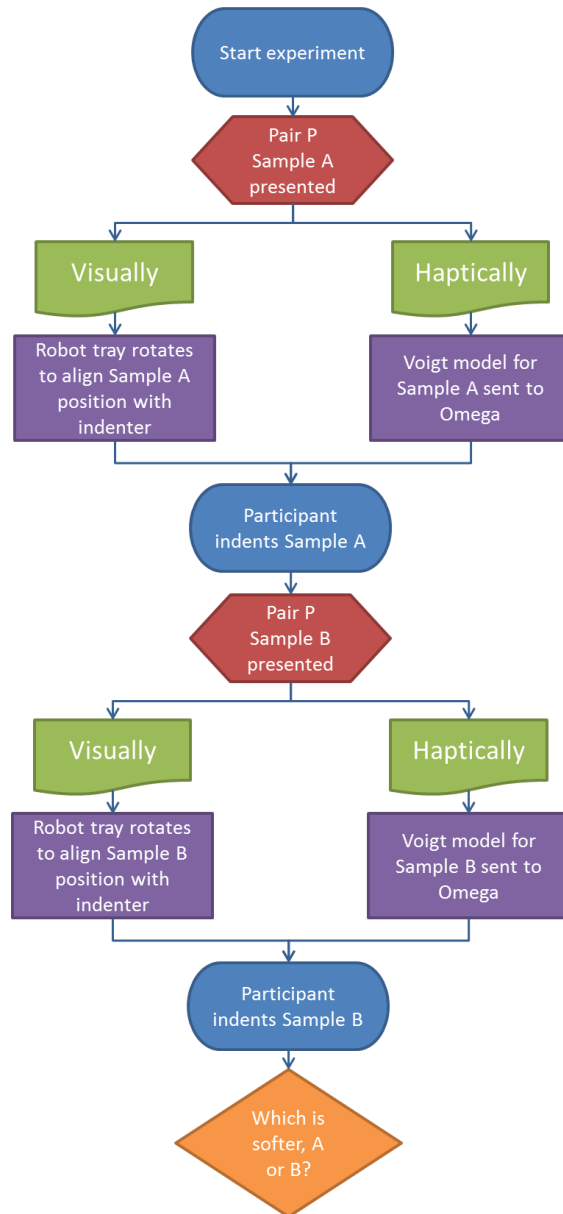 Start experiment
Pair P
Sample A
presented
Visually
Haptically
Robot tray rotates
to align Sample A
position with
indenter
Voigt model for
Sample A sent to
Omega
Participant
indents Sample A
Pair P
Sample B
presented
Visually
Haptically
Robot tray rotates
to align Sample B
position with
indenter
Voigt model for
Sample B sent to
Omega
Participant
indents Sample B
Which is
softer, A
or B?